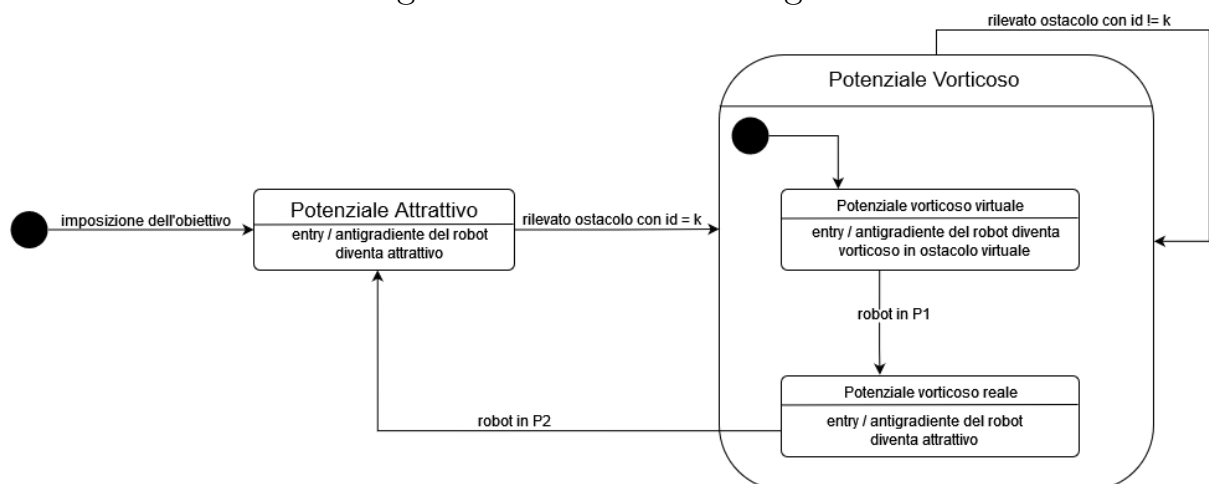 rilevato ostacolo con id != k
Potenziale Vorticoso
imposizione dell'obiettivo
Potenziale Attrattivo
entry / antigradiente del robot
diventa attrattivo
rilevato ostacolo con id = k
Potenziale vorticoso virtuale
entry / antigradiente del robot diventa
vorticoso in ostacolo virtuale
robot in P1
Potenziale vorticoso reale
entry / antigradiente del robot
diventa attrattivo
robot in P2